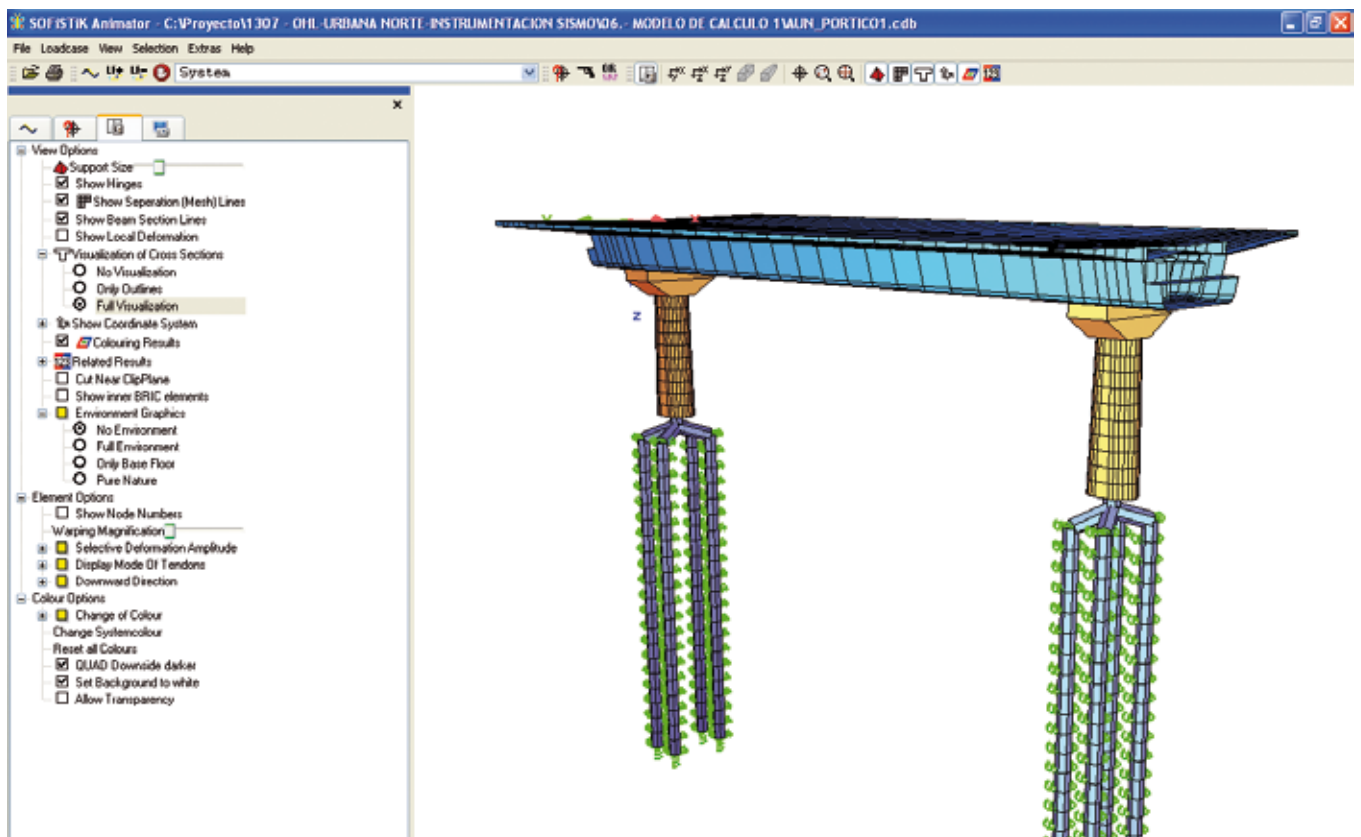 SOFiSTiK Animator - C:\Proyecto\1307 - OHL-URBANA NORTE-INSTRUMENTACION SISMO\06.- MODELO DE CALCULO 1\AUN_PORTICO1.cdb
File Loadcase View Selection Extras Help
System
View Options
Support Size
Show Hinges
Show Seperation (Mesh) Lines
Show Beam Section Lines
Show Local Deformation
Visualization of Cross Sections
No Visualization
Only Outlines
Full Visualization
Show Coordinate System
Colouring Results
Related Results
Cut Near ClipPlane
Show inner BRIC elements
Environment Graphics
No Environment
Full Environment
Only Base Floor
Pure Nature
Element Options
Show Node Numbers
Warping Magnification
Selective Deformation Amplitude
Display Mode Of Tendons
Downward Direction
Colour Options
Change of Colour
Change Systemcolour
Reset all Colours
QUAD Downside darker
Set Background to white
Allow Transparency
Y X
Z